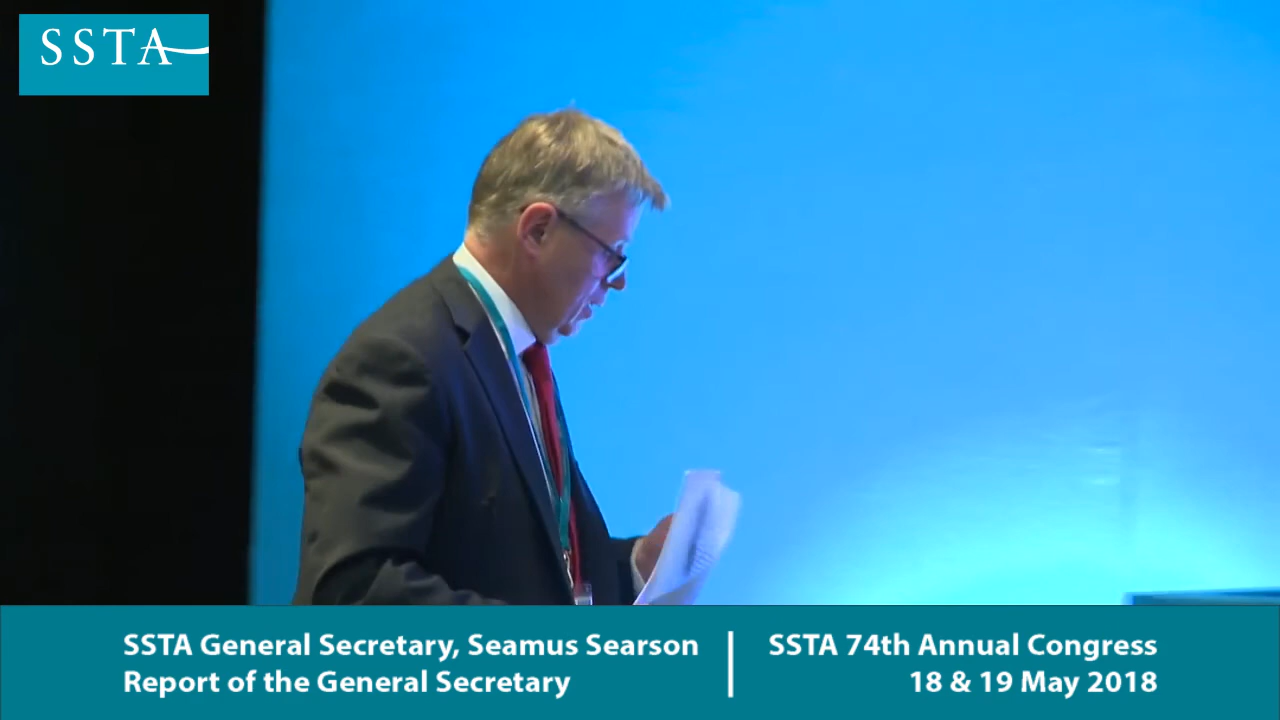 SSTA
SSTA General Secretary, Seamus Searson
Report of the General Secretary
SSTA 74th Annual Congress
18 & 19 May 2018